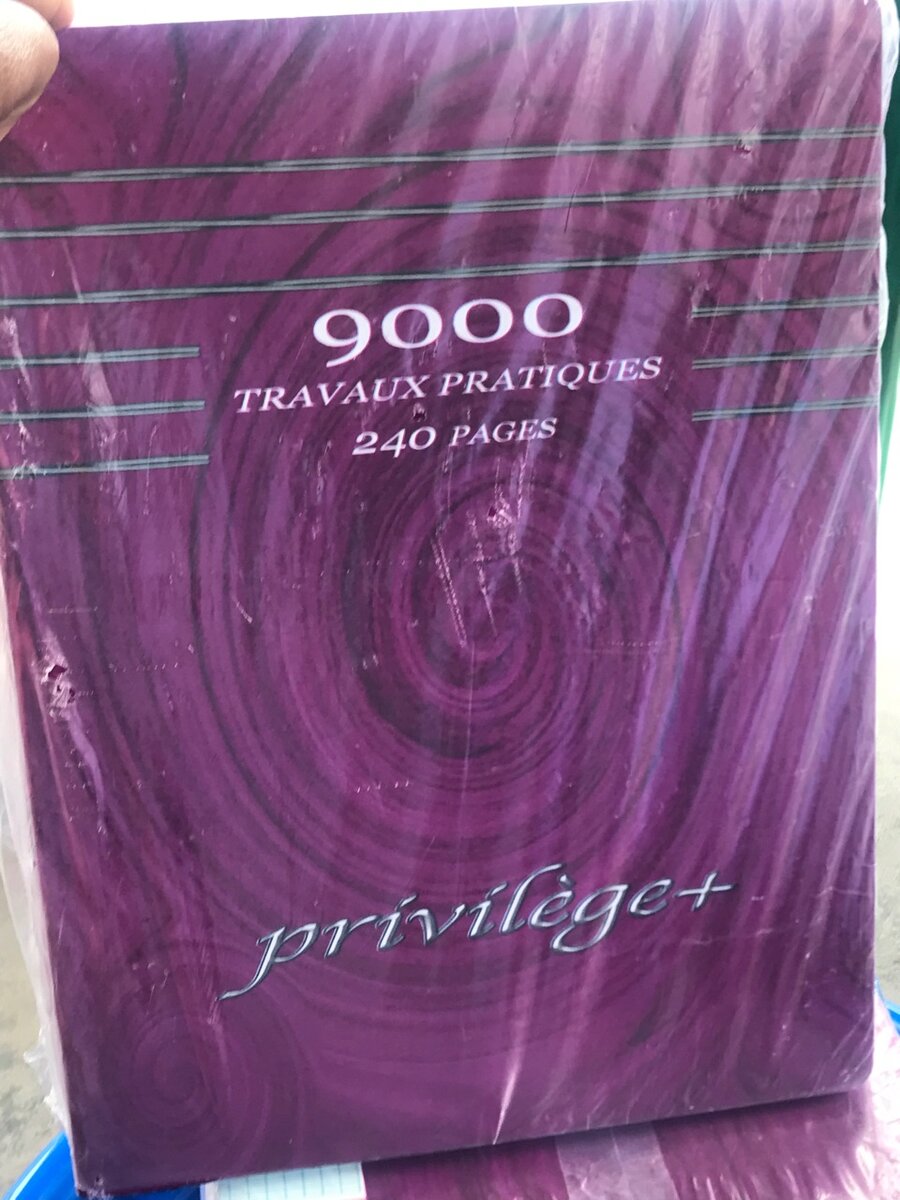 9000
TRAVAUX PRATIQUES
240 PAGES
privilège+